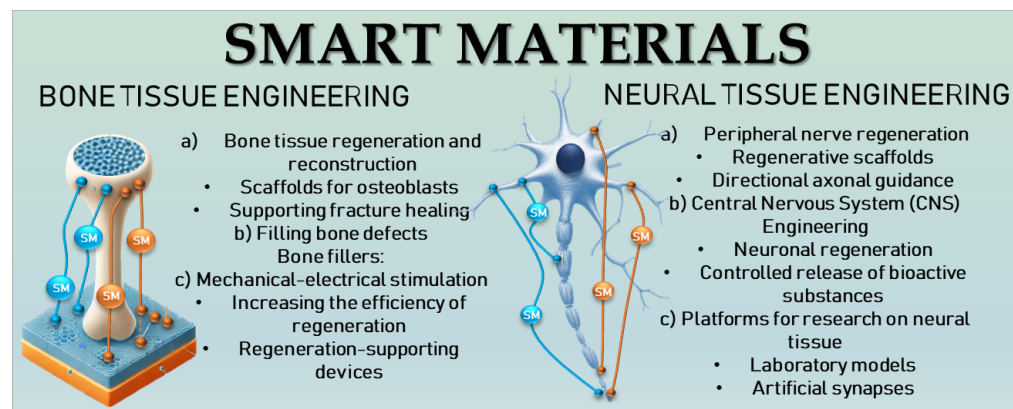 SMART MATERIALS
BONE TISSUE ENGINEERING
a) Bone tissue regeneration and
reconstruction
• Scaffolds for osteoblasts
• Supporting fracture healing
b) Filling bone defects
Bone fillers:
c) Mechanical-electrical stimulation
• Increasing the efficiency of
regeneration
• Regeneration-supporting
devices
SM
SM
SM
SM
NEURAL TISSUE ENGINEERING
a) Peripheral nerve regeneration
• Regenerative scaffolds
• Directional axonal guidance
b) Central Nervous System (CNS)
Engineering
• Neuronal regeneration
• Controlled release of bioactive
substances
c) Platforms for research on neural
tissue
• Laboratory models
• Artificial synapses
SM
SM
SM
SM